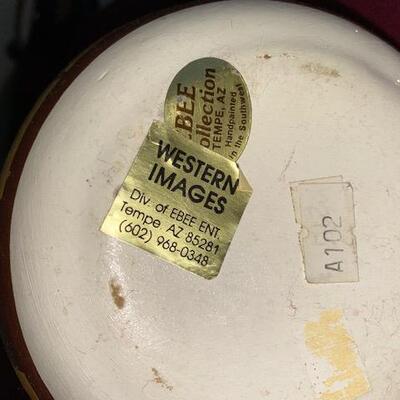 EBEE
Collection
TEMPE, AZ
Handpainted
in the Southwest
WESTERN
IMAGES
Div. of EBEE ENT.
Tempe AZ 85281
(602) 968-0348
A102